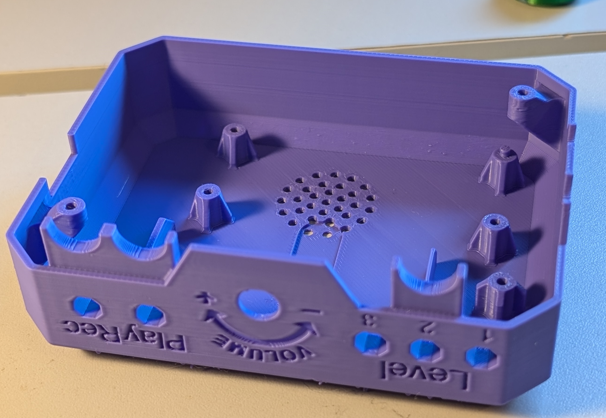 1 2 3
Level
- +
VOLUME
PlayRec